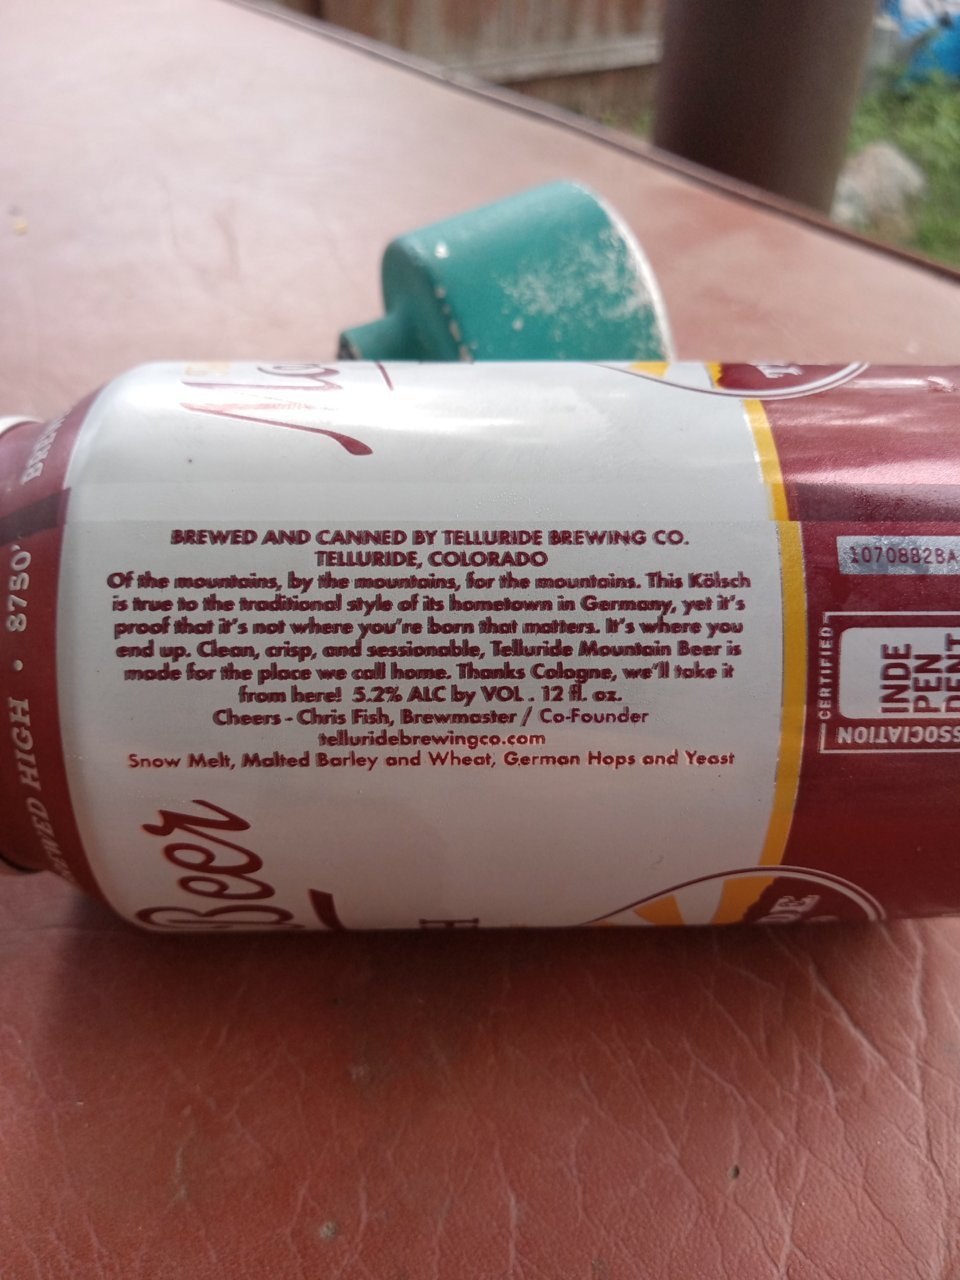 BREWED AND CANNED BY TELLURIDE BREWING CO.
TELLURIDE, COLORADO
Of the mountains, by the mountains, for the mountains. This Kölsch
is true to the traditional style of its hometown in Germany, yet it's
proof that it's not where you're born that matters. It's where you
end up. Clean, crisp, and sessionable, Telluride Mountain Beer is
made for the place we call home. Thanks Cologne, we'll take it
from here! 5.2% ALC by VOL . 12 fl. oz.
Cheers - Chris Fish, Brewmaster / Co-Founder
telluridebrewingco.com
Snow Melt, Malted Barley and Wheat, German Hops and Yeast
Beer
HIGH • 8750'
CERTIFIED
INDE
PEN
DENT